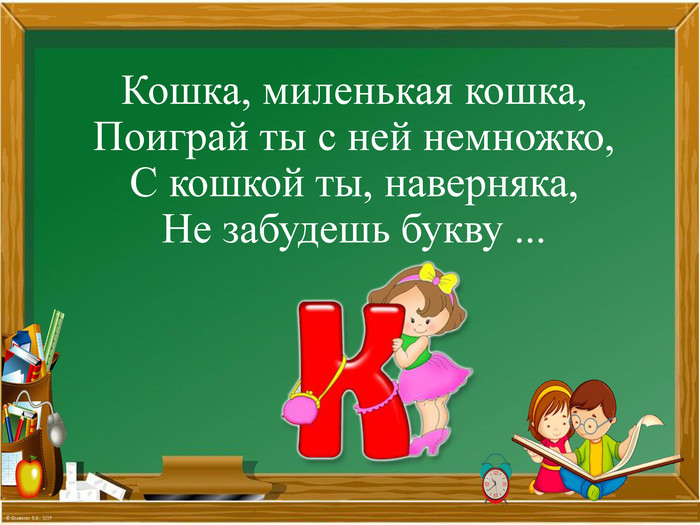 Кошка, миленькая кошка,
Поиграй ты с ней немножко,
С кошкой ты, наверняка,
Не забудешь букву ...
К